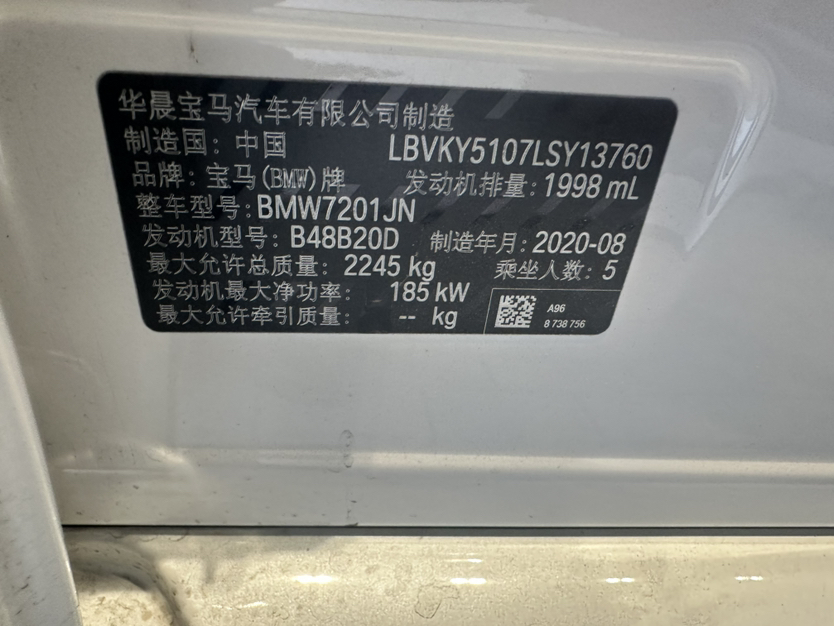 华晨宝马汽车有限公司制造
制造国: 中国 LBVKY5107LSY13760
品牌: 宝马(BMW)牌 发动机排量: 1998 mL
整车型号: BMW7201JN
发动机型号: B48B20D 制造年月: 2020-08
最大允许总质量: 2245 kg 乘坐人数: 5
发动机最大净功率: 185 kW
最大允许牵引质量: -- kg
A96
8 738 756